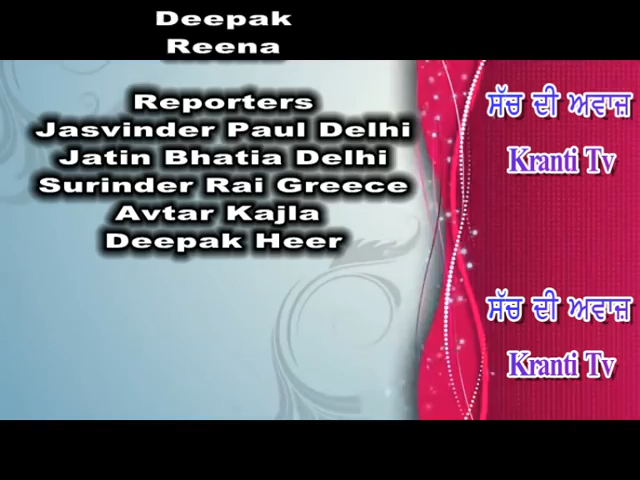 Deepak
Reena
Reporters
Jasvinder Paul Delhi
Jatin Bhatia Delhi
Surinder Rai Greece
Avtar Kajla
Deepak Heer
ਸੱਚ ਦੀ ਅਵਾਜ਼
Kranti Tv
ਸੱਚ ਦੀ ਅਵਾਜ਼
Kranti Tv